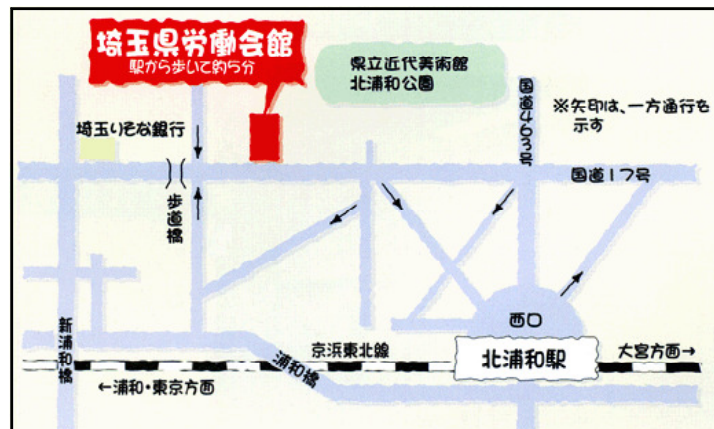 埼玉県労働会館
駅から歩いて約5分
県立近代美術館
北浦和公園
国道463号
※矢印は、一方通行を
示す
埼玉りそな銀行
国道17号
歩道橋
新浦和橋
西口
京浜東北線
北浦和駅
大宮方面→
←浦和・東京方面
浦和橋